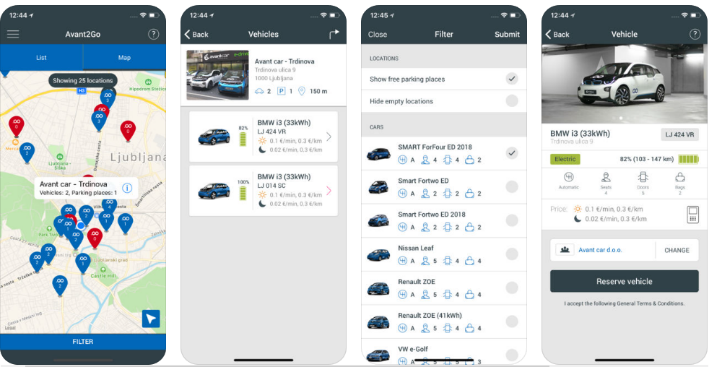 12:44
Avant2Go
?
List
Map
Showing 25 locations
Ljubljana
Avant car - Trdinova
Vehicles: 2, Parking places: 1
FILTER
12:44
Back
Vehicles
Avant car - Trdinova
Trdinova ulica 9
1000 Ljubljana
2 P 1 150 m
BMW i3 (33kWh)
82%
LJ 424 VR
0.1 €/min, 0.3 €/km
0.02 €/min, 0.3 €/km
BMW i3 (33kWh)
100%
LJ 014 SC
0.1 €/min, 0.3 €/km
0.02 €/min, 0.3 €/km
12:45
Close
Filter
Submit
LOCATIONS
Show free parking places
Hide empty locations
CARS
SMART ForFour ED 2018
A 4 4 2
Smart Fortwo ED
A 2 2 2
Smart Fortwo ED 2018
A 2 2 2
Nissan Leaf
A 5 4 4
Renault ZOE
A 5 4 4
Renault ZOE (41kWh)
A 5 4 4
VW e-Golf
A 5 5 3
12:44
Back
Vehicle
?
BMW i3 (33kWh)
Trdinova ulica 9
LJ 424 VR
Electric
82% (103 - 147 km)
Automatic
Seats
Doors
Bags
4
2
Price:
0.1 €/min, 0.3 €/km
0.02 €/min, 0.3 €/km
Avant car d.o.o.
CHANGE
Reserve vehicle
I accept the following General Terms & Conditions.